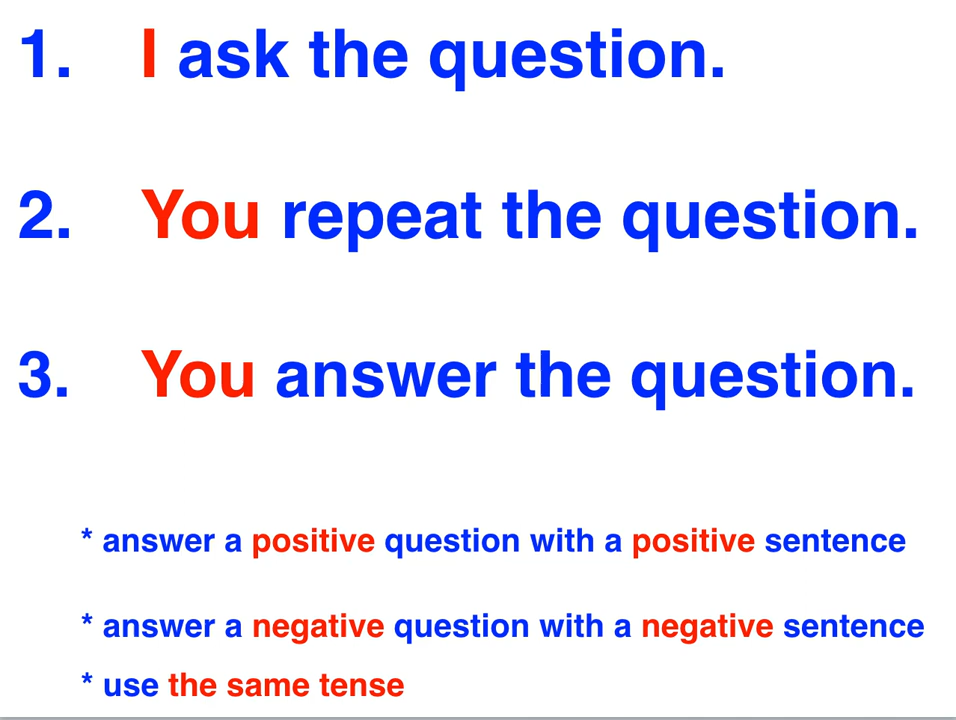 1. I ask the question.
2. You repeat the question.
3. You answer the question.
* answer a positive question with a positive sentence
* answer a negative question with a negative sentence
* use the same tense